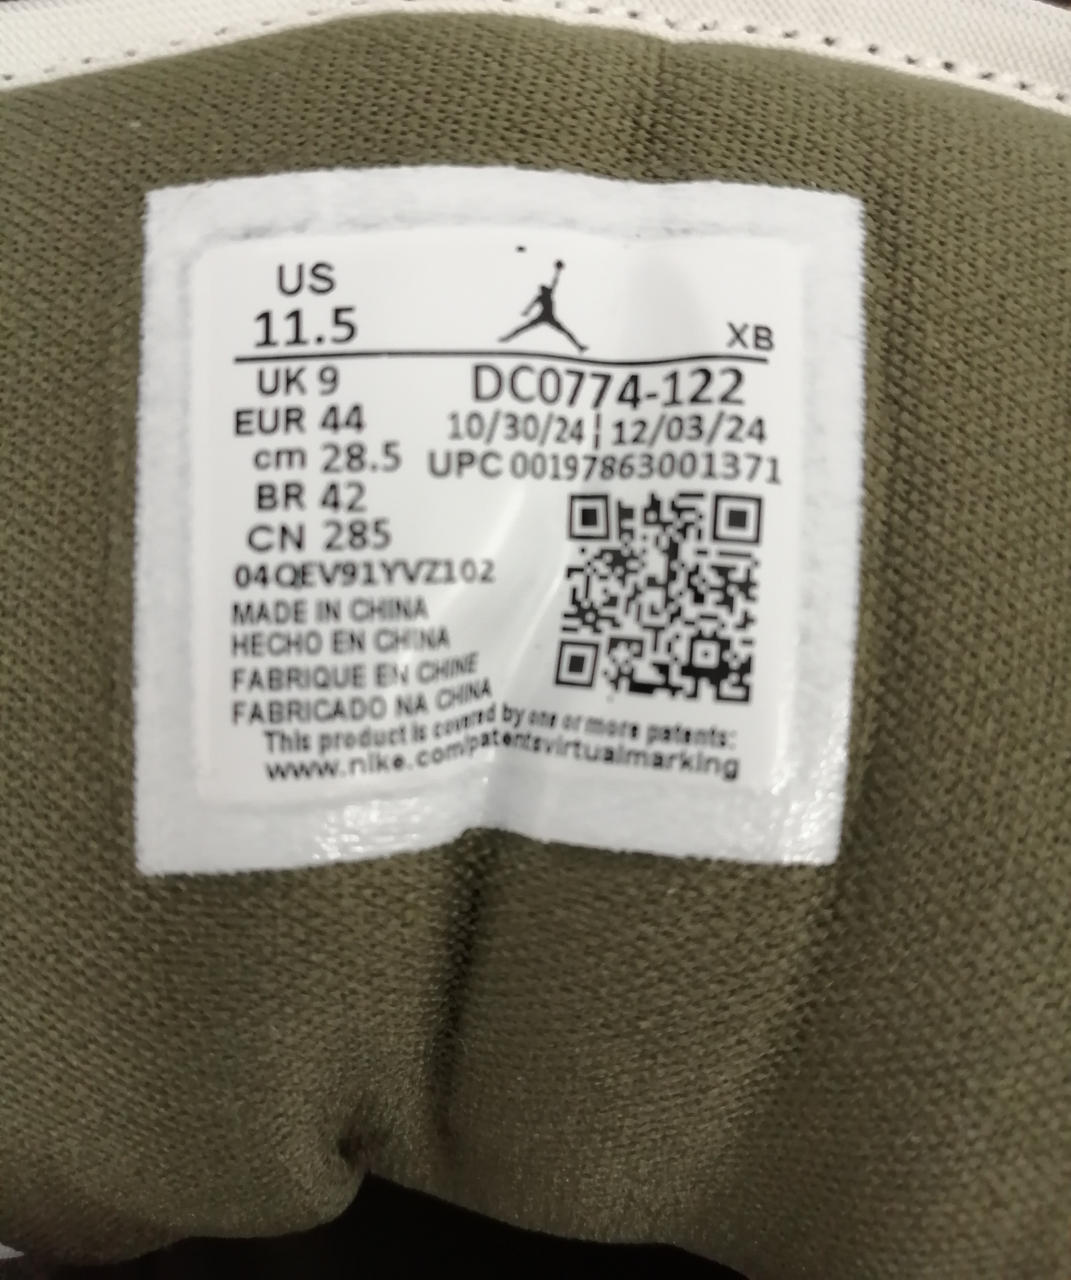 US
11.5
XB
UK 9
DC0774-122
EUR 44
10/30/24 | 12/03/24
cm 28.5
UPC 00197863001371
BR 42
CN 285
04QEV91YVZ102
MADE IN CHINA
HECHO EN CHINA
FABRIQUE EN CHINE
FABRICADO NA CHINA
This product is covered by one or more patents:
www.nike.com/patentsvirtualmarking